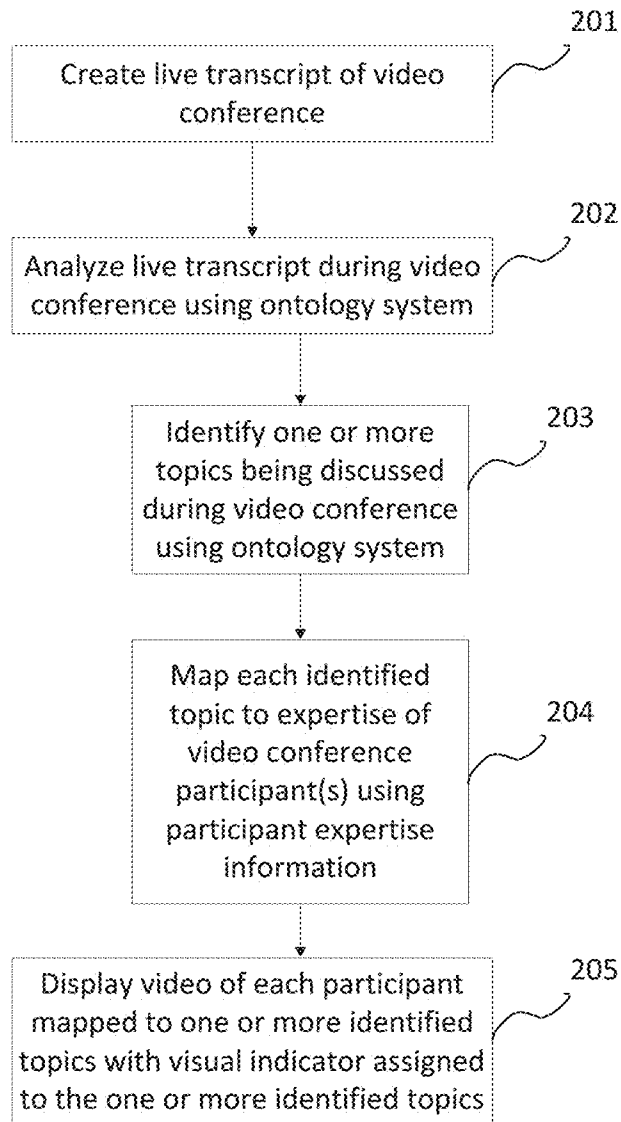 201
Create live transcript of video
conference
202
Analyze live transcript during video
conference using ontology system
203
Identify one or more
topics being discussed
during video conference
using ontology system
204
Map each identified
topic to expertise of
video conference
participant(s) using
participant expertise
information
205
Display video of each participant
mapped to one or more identified
topics with visual indicator assigned
to the one or more identified topics